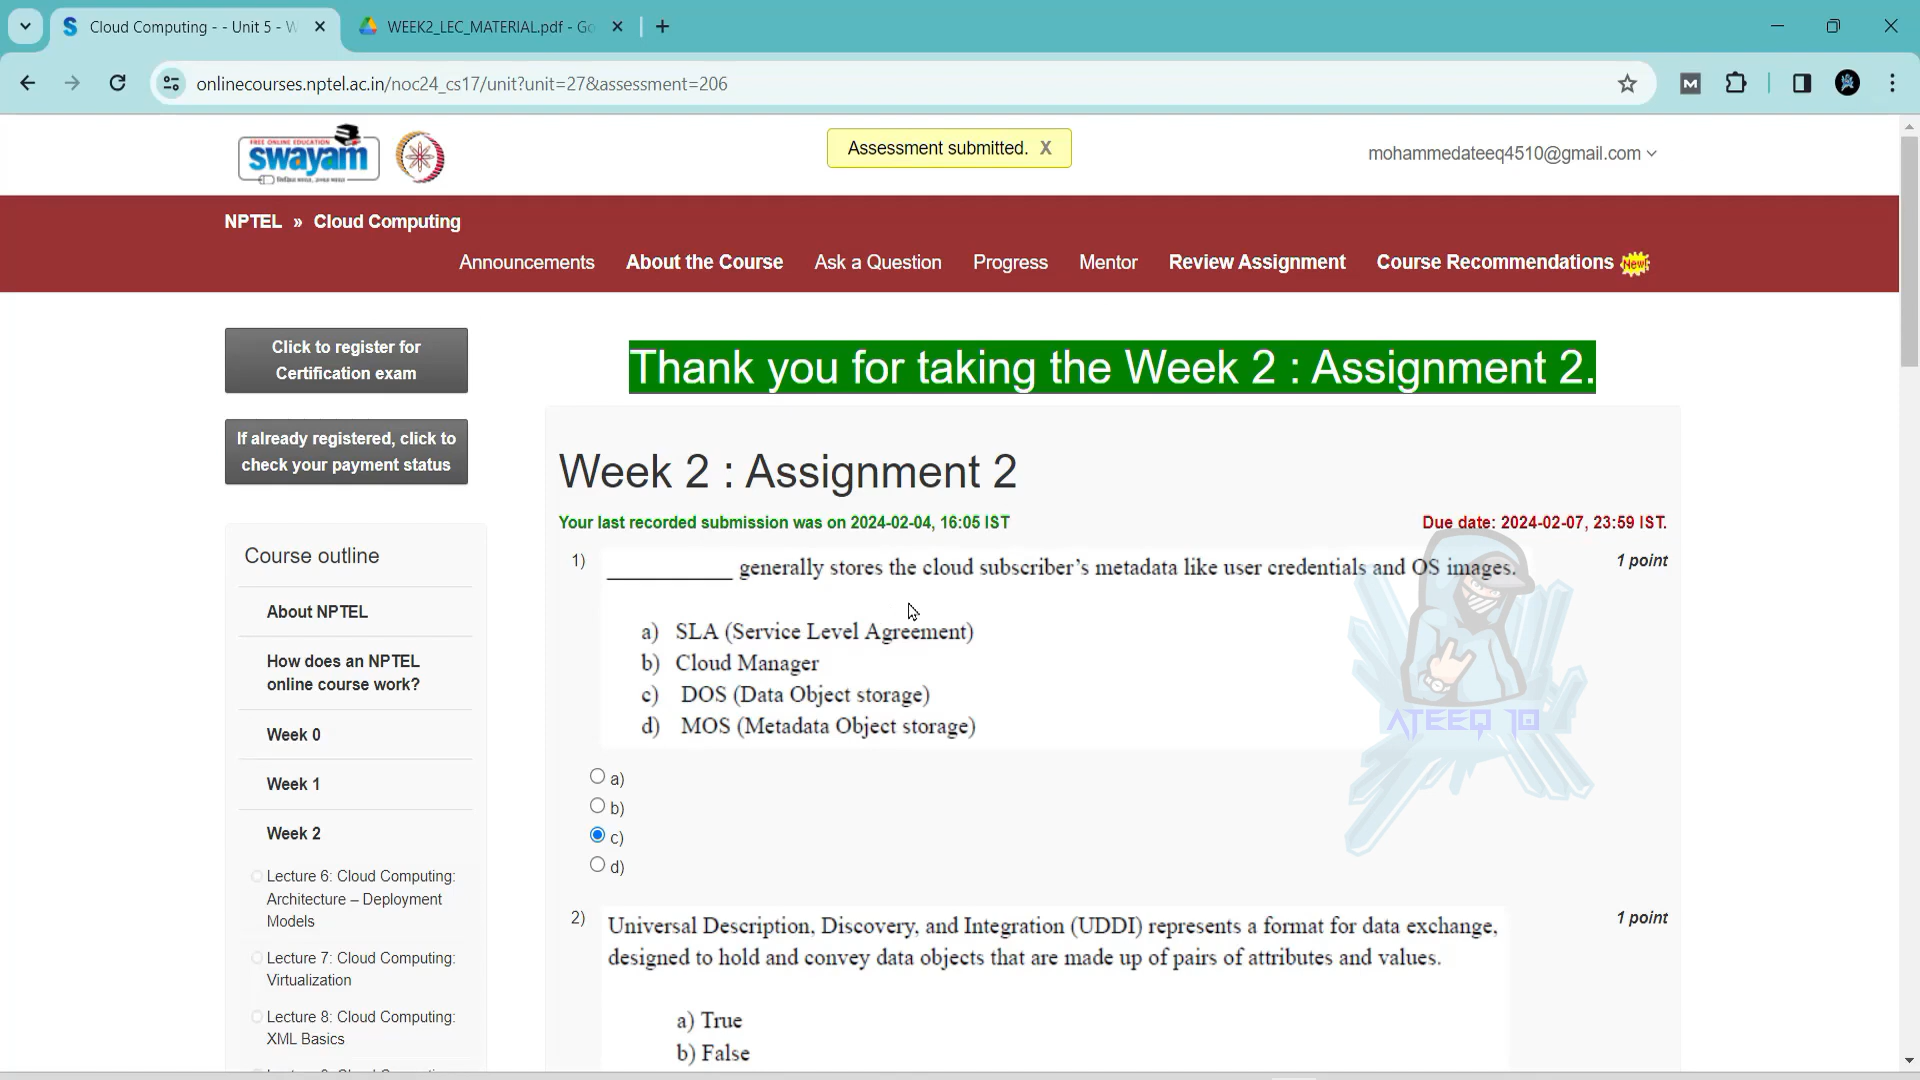 Cloud Computing - - Unit 5 - W
WEEK2_LEC_MATERIAL.pdf - Go
onlinecourses.nptel.ac.in/noc24_cs17/unit?unit=27&assessment=206
FREE ONLINE EDUCATION
swayam
Assessment submitted. X
mohammedateeq4510@gmail.com
NPTEL » Cloud Computing
Announcements About the Course Ask a Question Progress Mentor Review Assignment Course Recommendations New!
Click to register for
Certification exam
If already registered, click to
check your payment status
Thank you for taking the Week 2 : Assignment 2.
Week 2 : Assignment 2
Your last recorded submission was on 2024-02-04, 16:05 IST
Due date: 2024-02-07, 23:59 IST.
Course outline
About NPTEL
How does an NPTEL
online course work?
Week 0
Week 1
Week 2
Lecture 6: Cloud Computing:
Architecture – Deployment
Models
Lecture 7: Cloud Computing:
Virtualization
Lecture 8: Cloud Computing:
XML Basics
1) ____________ generally stores the cloud subscriber’s metadata like user credentials and OS images. 1 point
a) SLA (Service Level Agreement)
b) Cloud Manager
c) DOS (Data Object storage)
d) MOS (Metadata Object storage)
ATEEQ 10
a)
b)
c)
d)
2) Universal Description, Discovery, and Integration (UDDI) represents a format for data exchange, 1 point
designed to hold and convey data objects that are made up of pairs of attributes and values.
a) True
b) False